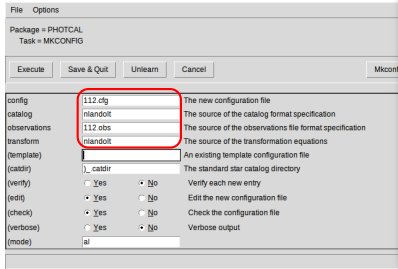 File Options
Package = PHOTCAL
Task = MKCONFIG
Execute Save & Quit Unlearn Cancel Mkconf
config 112.cfg The new configuration file
catalog nlandolt The source of the catalog format specification
observations 112.obs The source of the observations file format specification
transform nlandolt The source of the transformation equations
(template) An existing template configuration file
(catdir) )_.catdir The standard star catalog directory
(verify) Yes No Verify each new entry
(edit) Yes No Edit the new configuration file
(check) Yes No Check the configuration file
(verbose) Yes No Verbose output
(mode) al